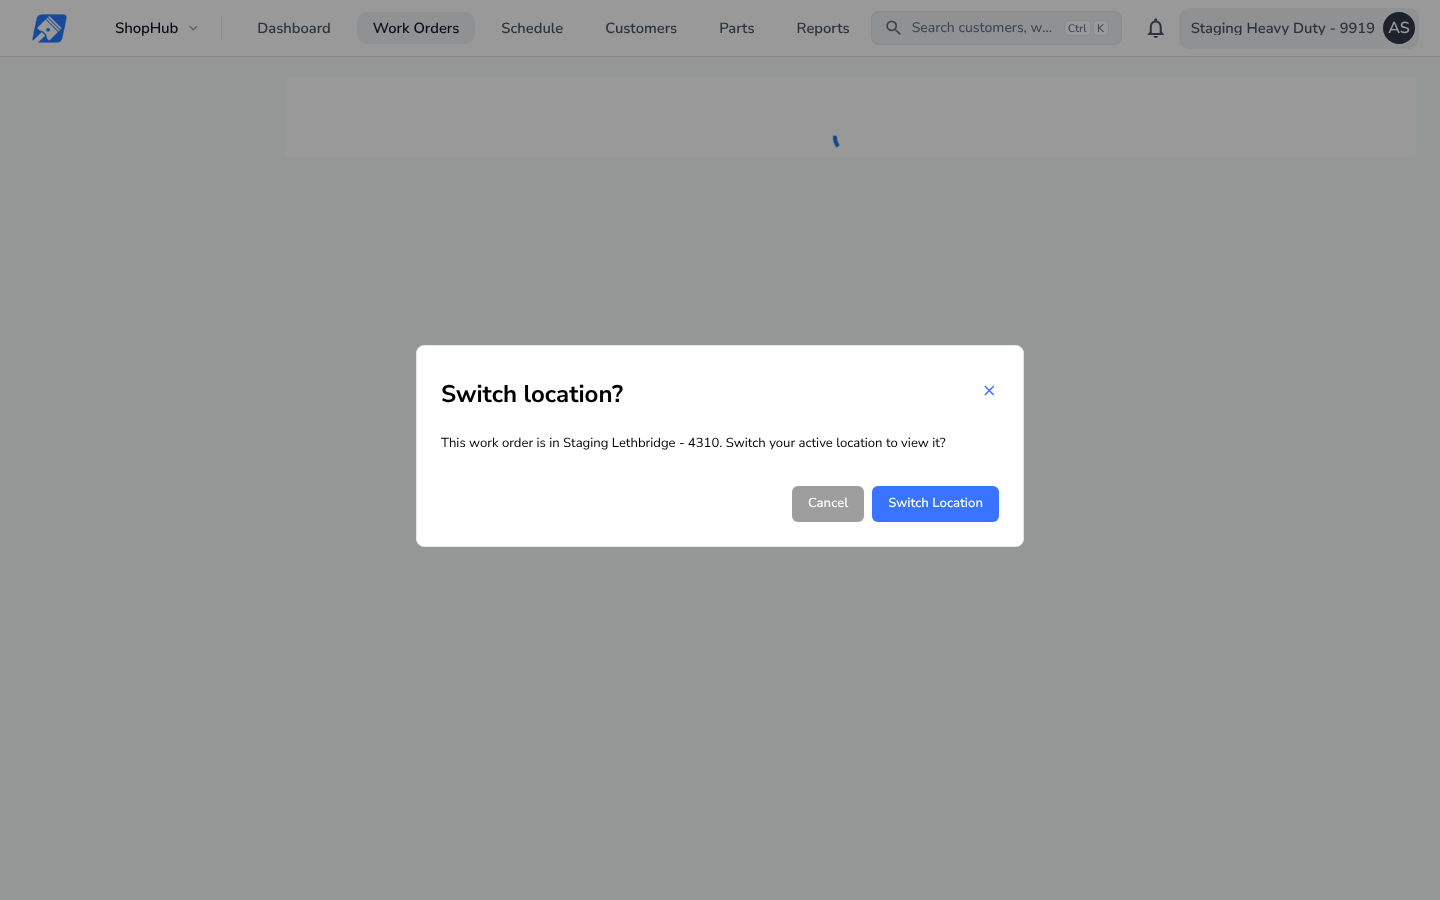 ShopHub
Dashboard
Work Orders
Schedule
Customers
Parts
Reports
Search customers, w...
Ctrl
K
Staging Heavy Duty - 9919
AS
Switch location?
This work order is in Staging Lethbridge - 4310. Switch your active location to view it?
Cancel
Switch Location